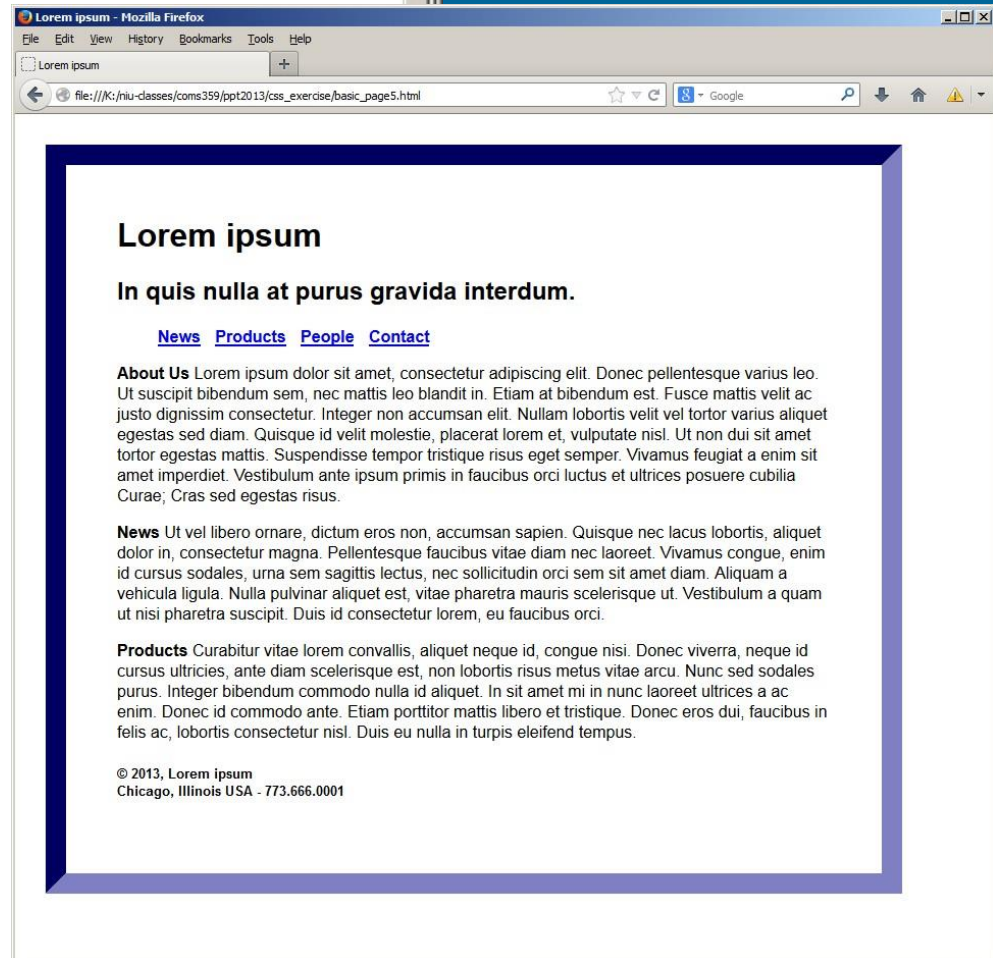 Lorem ipsum - Mozilla Firefox
File Edit View History Bookmarks Tools Help
Lorem ipsum
file:///K:/niu-classes/coms359/ppt2013/css_exercise/basic_page5.html
Google
Lorem ipsum
In quis nulla at purus gravida interdum.
News Products People Contact
About Us Lorem ipsum dolor sit amet, consectetur adipiscing elit. Donec pellentesque varius leo.
Ut suscipit bibendum sem, nec mattis leo blandit in. Etiam at bibendum est. Fusce mattis velit ac
justo dignissim consectetur. Integer non accumsan elit. Nullam lobortis velit vel tortor varius aliquet
egestas sed diam. Quisque id velit molestie, placerat lorem et, vulputate nisl. Ut non dui sit amet
tortor egestas mattis. Suspendisse tempor tristique risus eget semper. Vivamus feugiat a enim sit
amet imperdiet. Vestibulum ante ipsum primis in faucibus orci luctus et ultrices posuere cubilia
Curae; Cras sed egestas risus.
News Ut vel libero ornare, dictum eros non, accumsan sapien. Quisque nec lacus lobortis, aliquet
dolor in, consectetur magna. Pellentesque faucibus vitae diam nec laoreet. Vivamus congue, enim
id cursus sodales, urna sem sagittis lectus, nec sollicitudin orci sem sit amet diam. Aliquam a
vehicula ligula. Nulla pulvinar aliquet est, vitae pharetra mauris scelerisque ut. Vestibulum a quam
ut nisi pharetra suscipit. Duis id consectetur lorem, eu faucibus orci.
Products Curabitur vitae lorem convallis, aliquet neque id, congue nisi. Donec viverra, neque id
cursus ultricies, ante diam scelerisque est, non lobortis risus metus vitae arcu. Nunc sed sodales
purus. Integer bibendum commodo nulla id aliquet. In sit amet mi in nunc laoreet ultrices a ac
enim. Donec id commodo ante. Etiam porttitor mattis libero et tristique. Donec eros dui, faucibus in
felis ac, lobortis consectetur nisl. Duis eu nulla in turpis eleifend tempus.
© 2013, Lorem ipsum
Chicago, Illinois USA - 773.666.0001